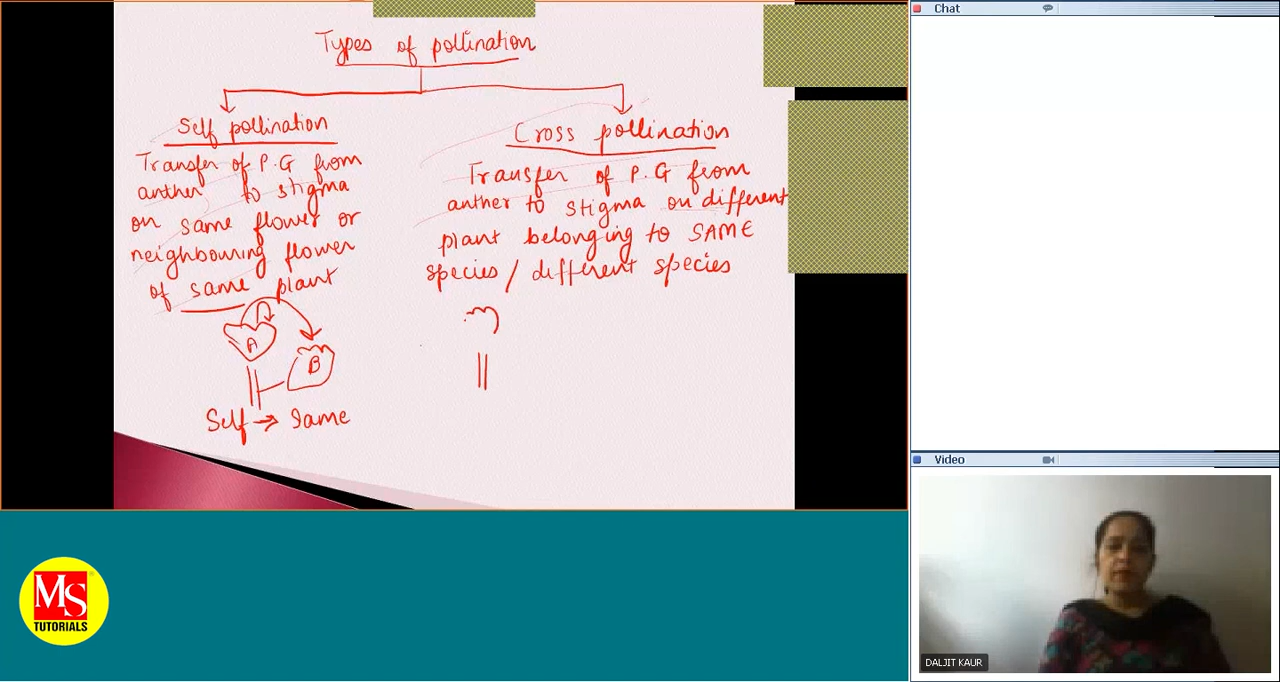 Types of pollination
Self pollination
Transfer of P.G from
anther to stigma
on same flower or
neighbouring flower
of same plant
A
B
Self → Same
Cross pollination
Transfer of P.G from
anther to stigma on different
plant belonging to SAME
species / different species
Chat
Video
DALJIT KAUR
MS
TUTORIALS